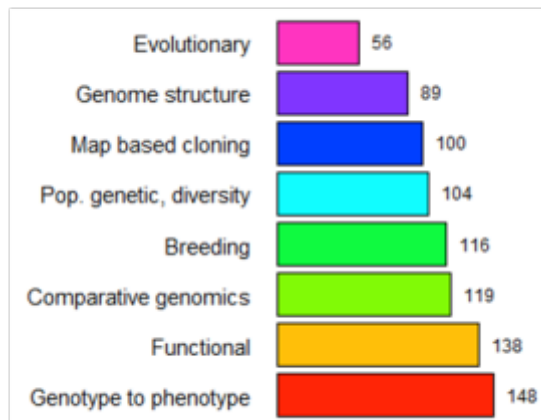 Evolutionary 56
Genome structure 89
Map based cloning 100
Pop. genetic, diversity 104
Breeding 116
Comparative genomics 119
Functional 138
Genotype to phenotype 148